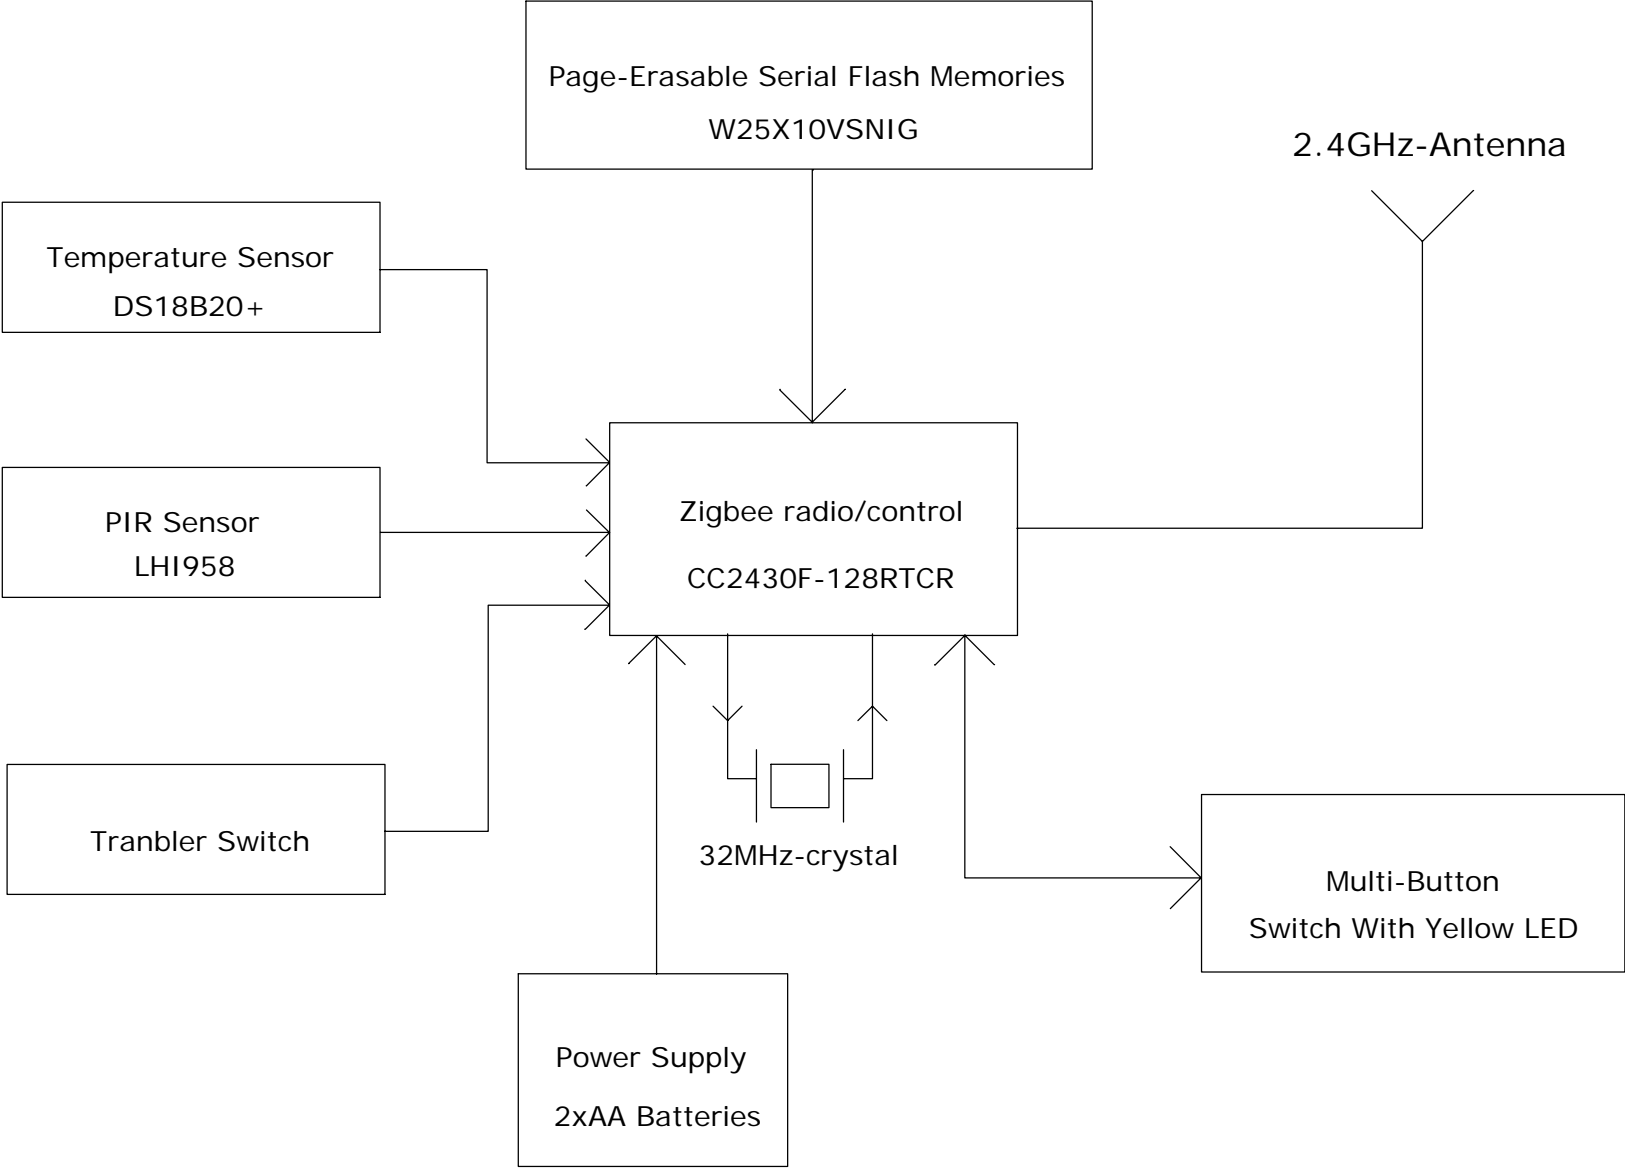 Page-Erasable Serial Flash Memories
W25X10VSNIG
2.4GHz-Antenna
Temperature Sensor
DS18B20+
PIR Sensor
LHI958
Zigbee radio/control
CC2430F-128RTCR
Tranbler Switch
32MHz-crystal
Multi-Button
Switch With Yellow LED
Power Supply
2xAA Batteries